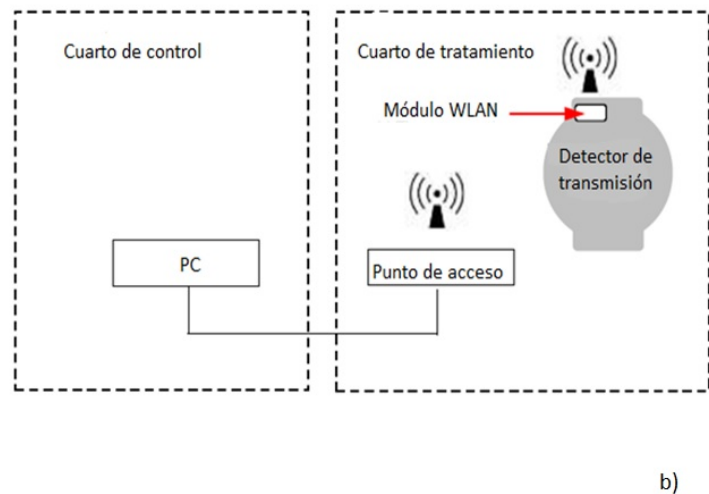 Cuarto de control
Cuarto de tratamiento
Módulo WLAN
Detector de
transmisión
PC
Punto de acceso
b)